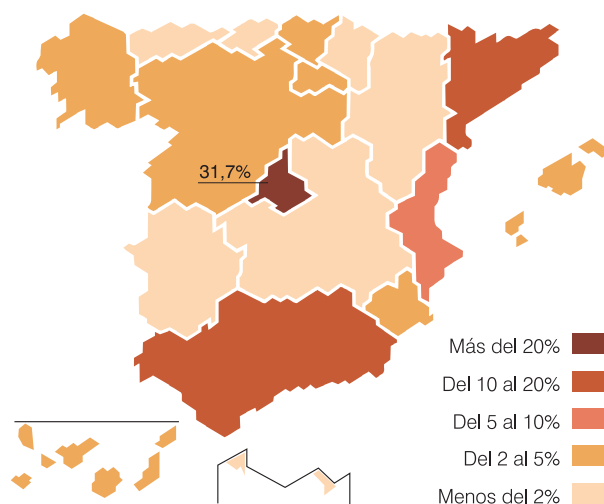 31,7%
Más del 20%
Del 10 al 20%
Del 5 al 10%
Del 2 al 5%
Menos del 2%